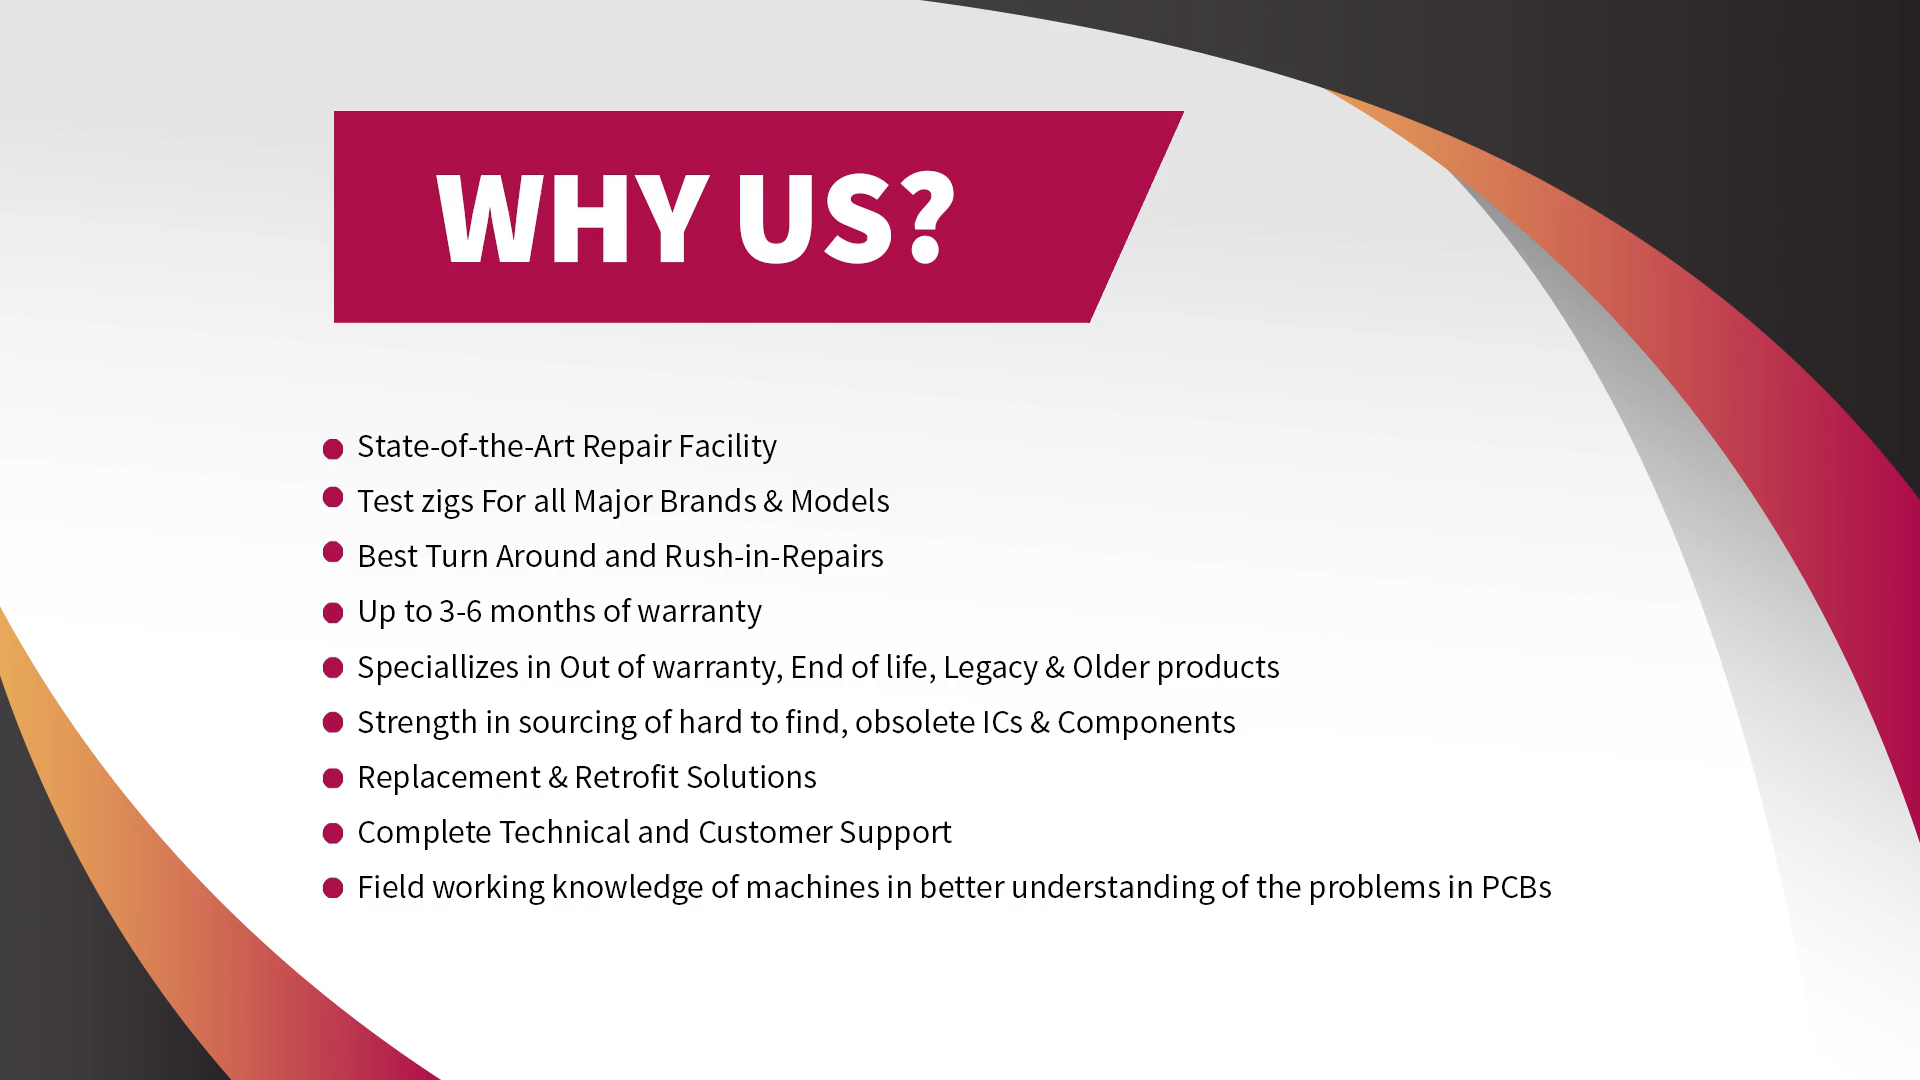 WHY US?
State-of-the-Art Repair Facility
Test zigs For all Major Brands & Models
Best Turn Around and Rush-in-Repairs
Up to 3-6 months of warranty
Speciallizes in Out of warranty, End of life, Legacy & Older products
Strength in sourcing of hard to find, obsolete ICs & Components
Replacement & Retrofit Solutions
Complete Technical and Customer Support
Field working knowledge of machines in better understanding of the problems in PCBs